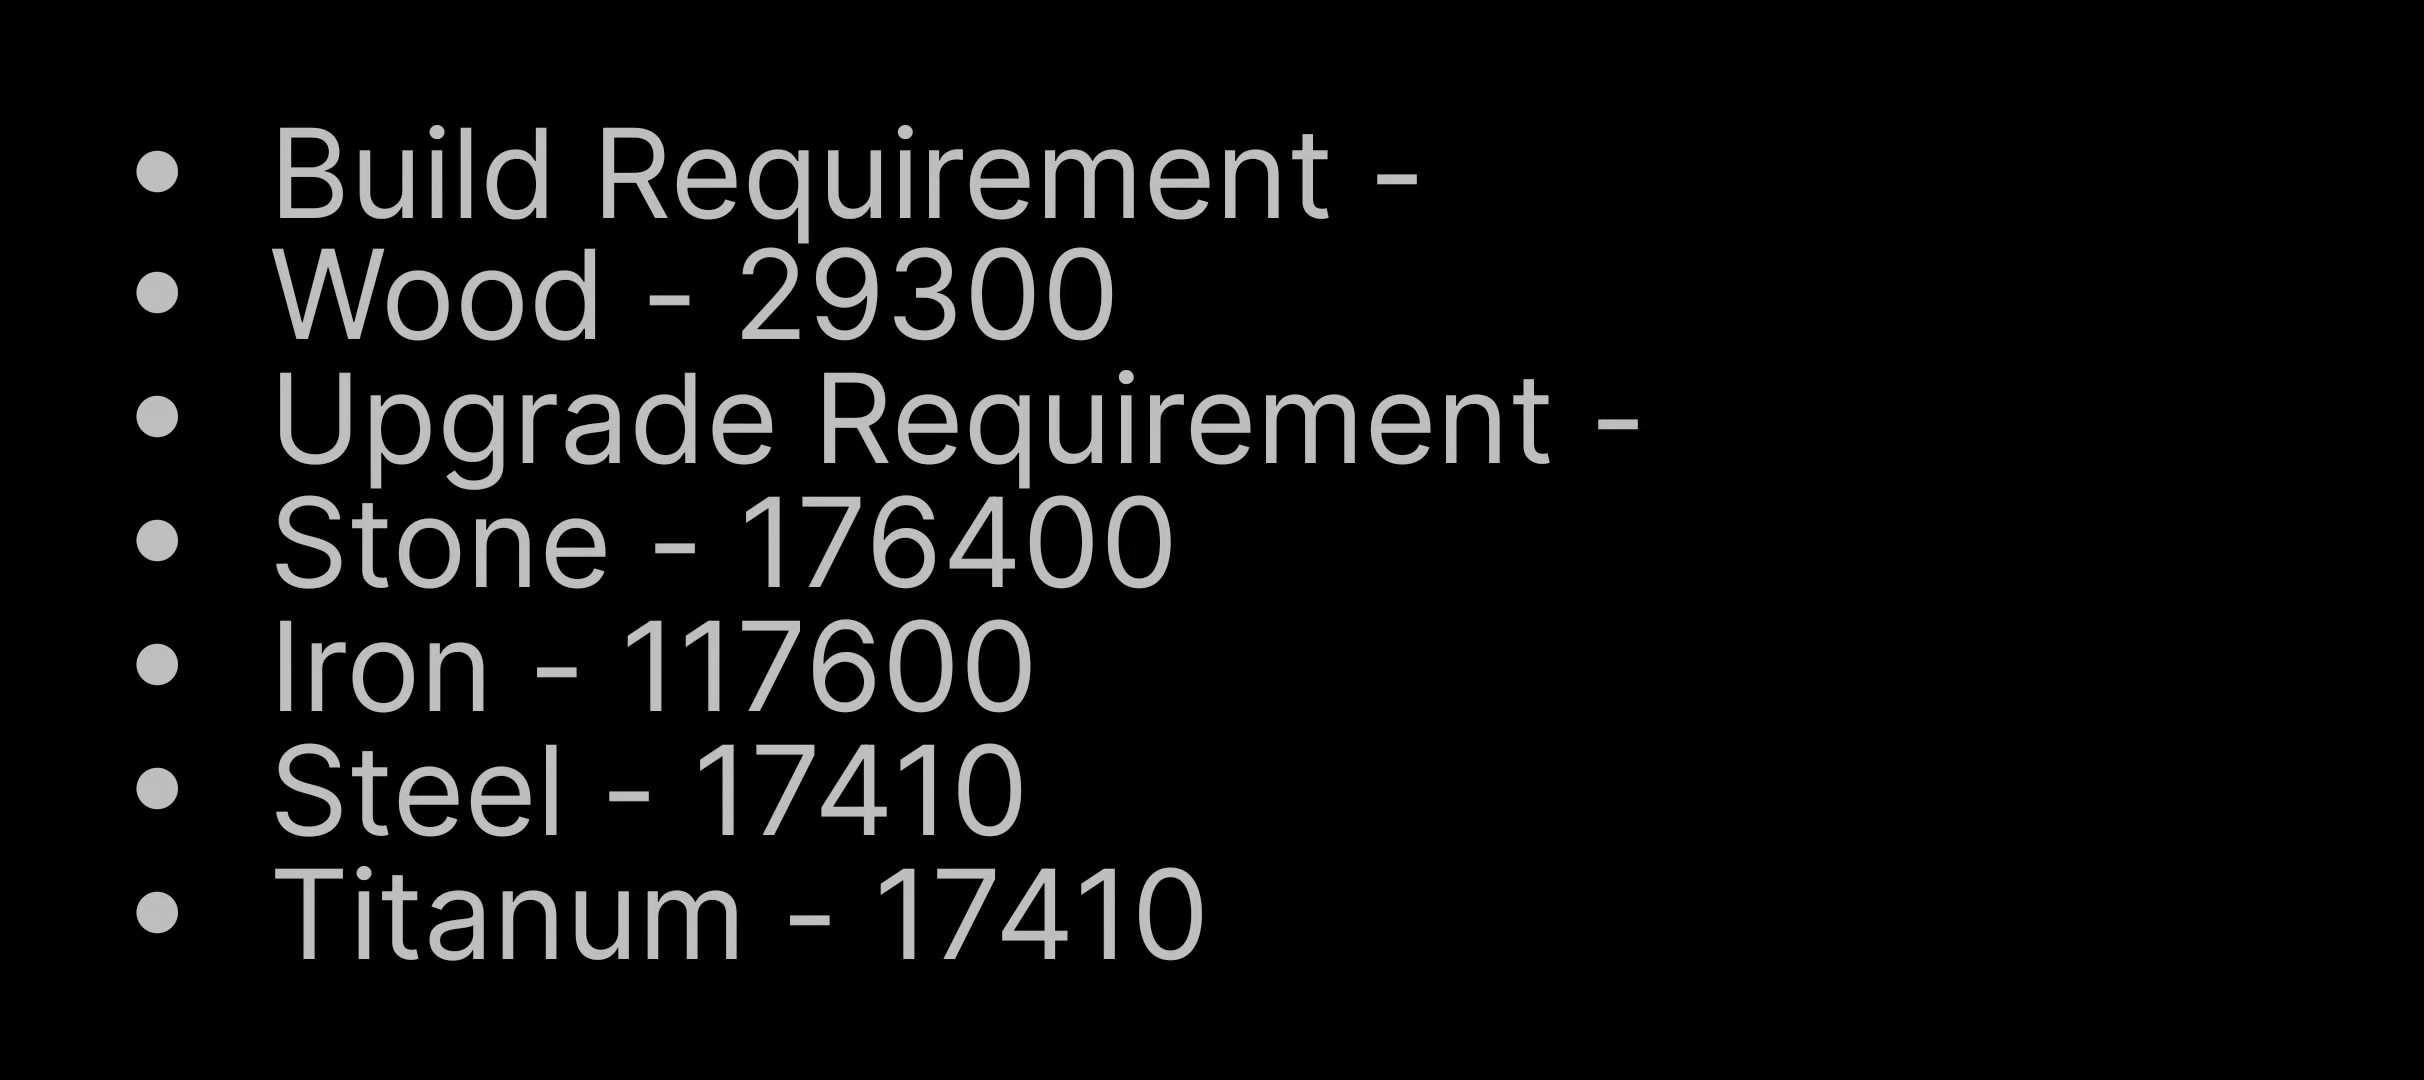 • Build Requirement -
• Wood - 29300
• Upgrade Requirement -
• Stone - 176400
• Iron - 117600
• Steel - 17410
• Titanum - 17410